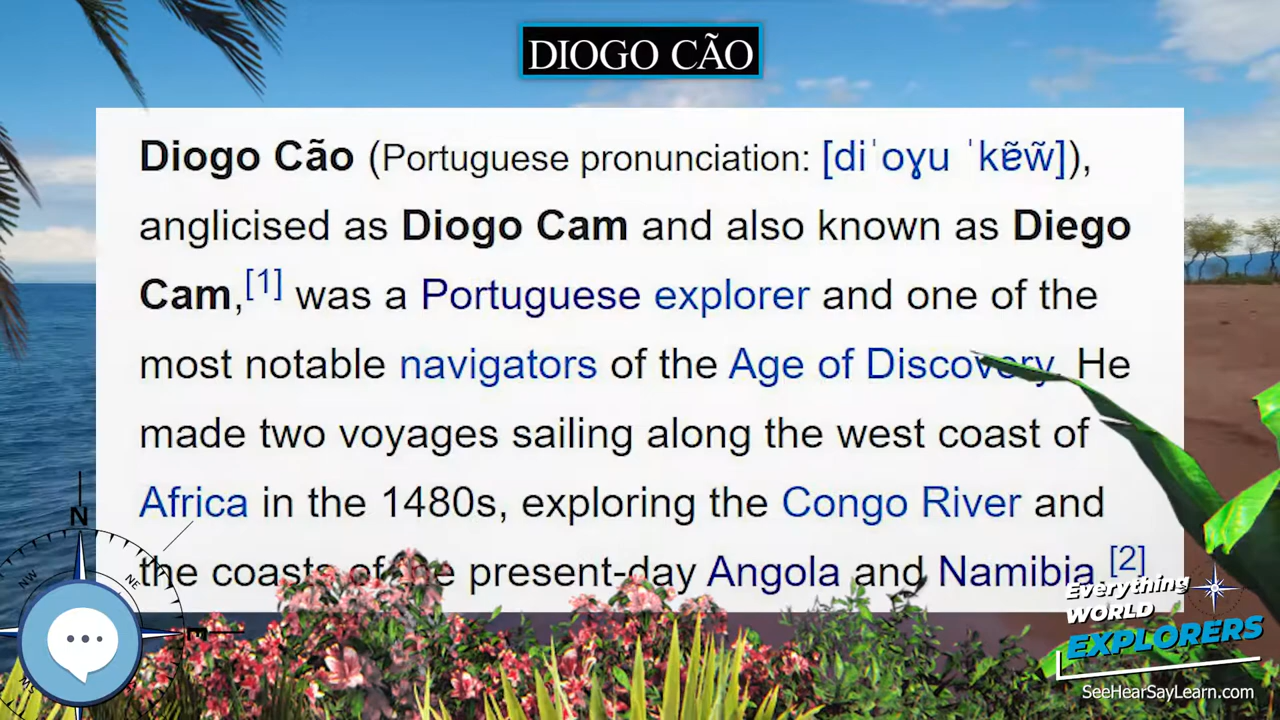 DIOGO CÃO
Diogo Cão (Portuguese pronunciation: [diˈoɣu ˈkɐ̃w̃]),
anglicised as Diogo Cam and also known as Diego
Cam,[1] was a Portuguese explorer and one of the
most notable navigators of the Age of Discovery. He
made two voyages sailing along the west coast of
Africa in the 1480s, exploring the Congo River and
the coasts of the present-day Angola and Namibia.[2]
N
NW
NE
E
SW
Everything
WORLD
EXPLORERS
SeeHearSayLearn.com